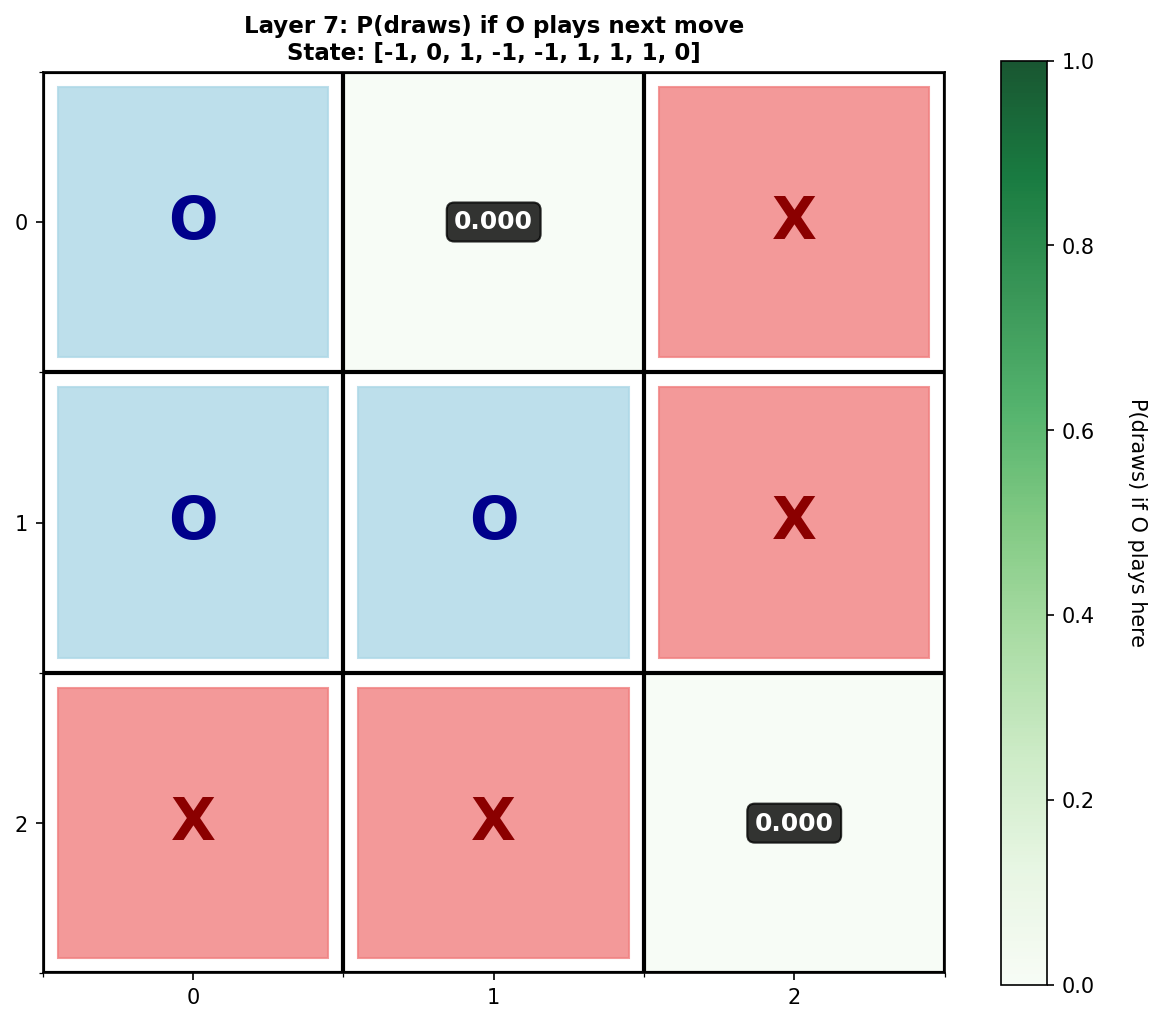 Layer 7: P(draws) if O plays next move
State: [-1, 0, 1, -1, -1, 1, 1, 1, 0]
1.0
0.8
0.6
0.4
0.2
0.0
P(draws) if O plays here
0
O
0.000
X
1
O
O
X
2
X
X
0.000
0
1
2